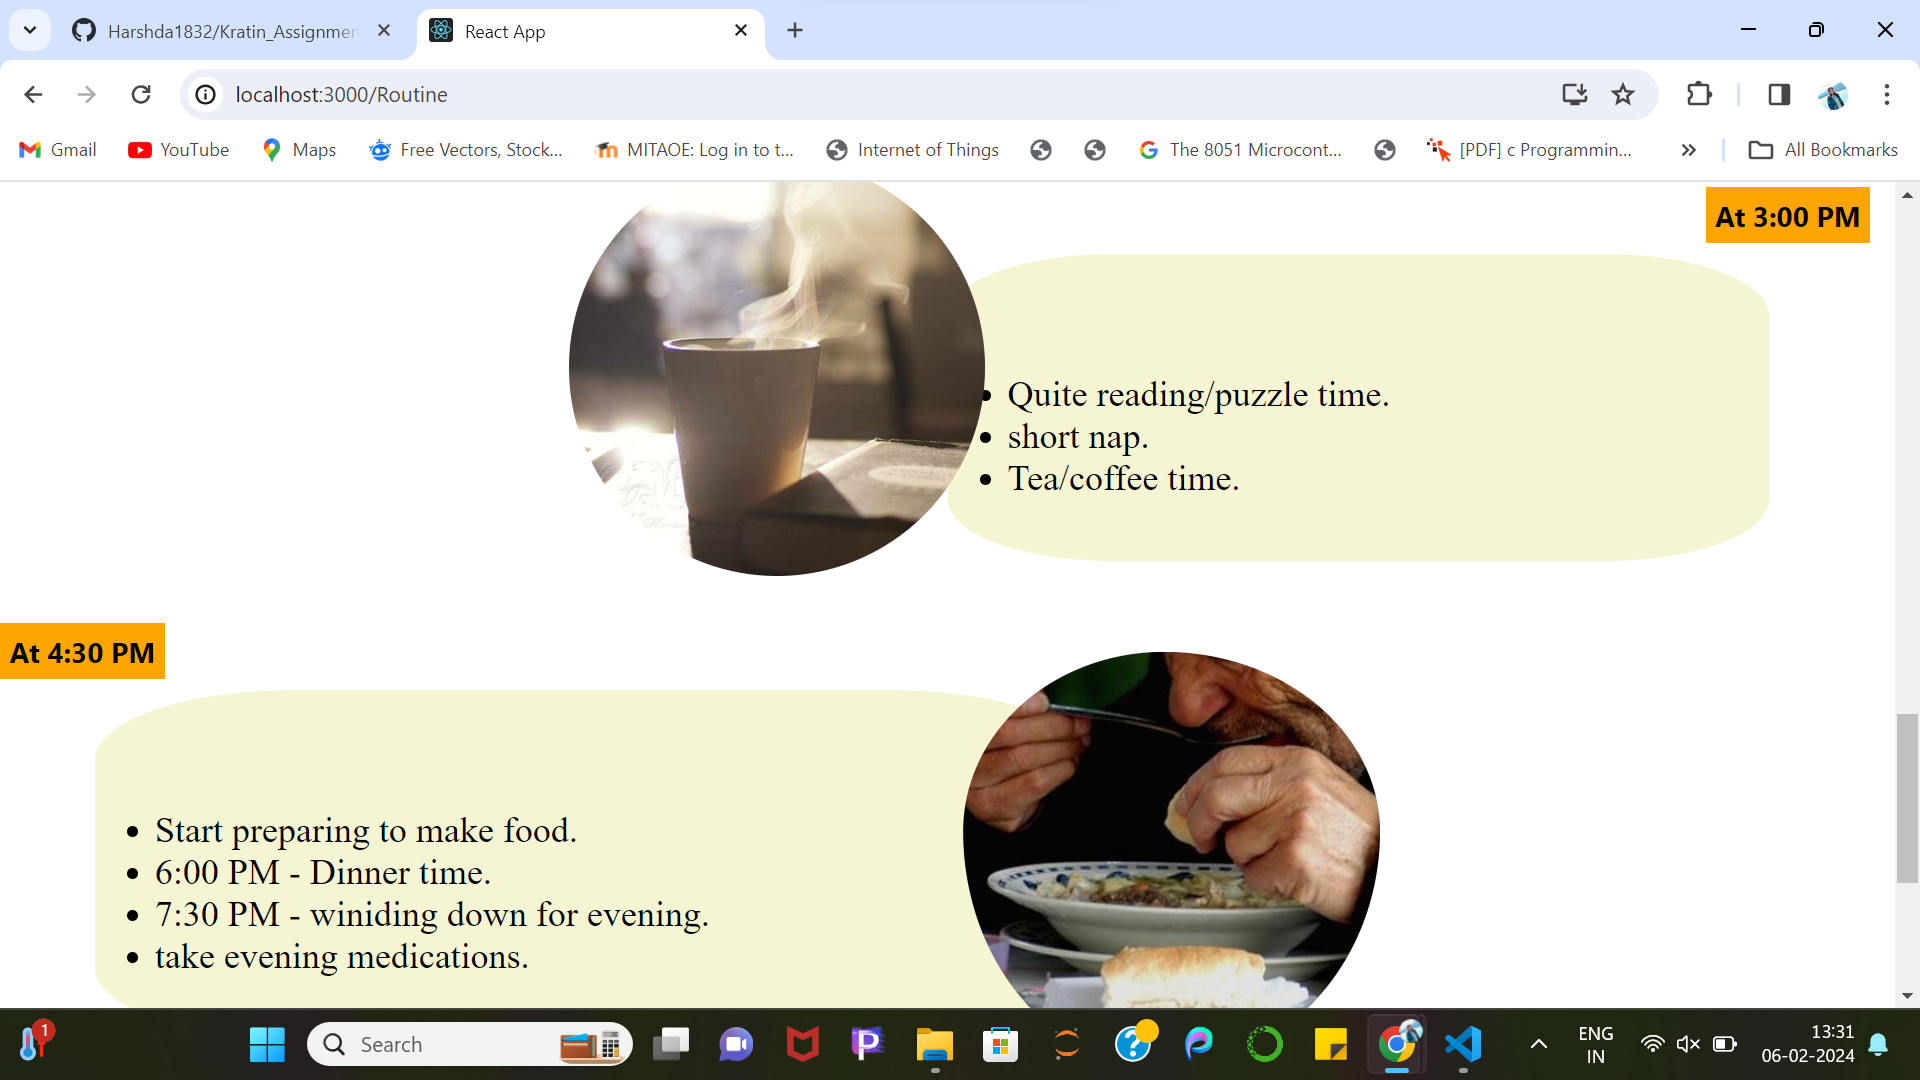 Harshda1832/Kratin_Assignmen
React App
localhost:3000/Routine
Gmail
YouTube
Maps
Free Vectors, Stock...
MITAOE: Log in to t...
Internet of Things
The 8051 Microcont...
[PDF] c Programmin...
All Bookmarks
At 3:00 PM
Quite reading/puzzle time.
short nap.
Tea/coffee time.
At 4:30 PM
Start preparing to make food.
6:00 PM - Dinner time.
7:30 PM - winiding down for evening.
take evening medications.
1
Search
ENG
IN
13:31
06-02-2024